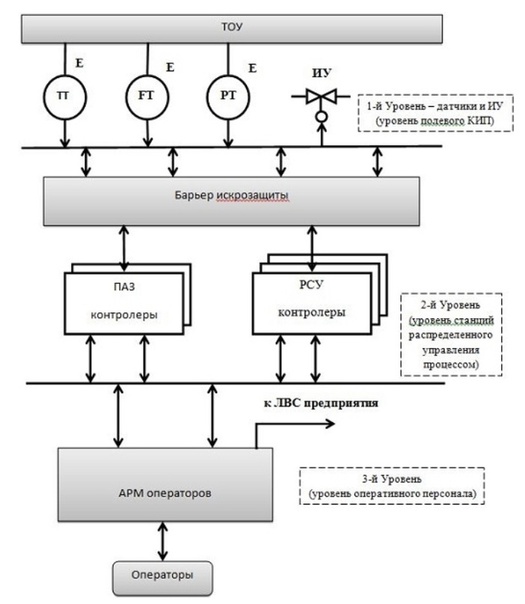 ТОУ
E
E
E
TT
FT
PT
ИУ
1-й Уровень – датчики и ИУ
(уровень полевого КИП)
Барьер искрозащиты
ПАЗ
контролеры
РСУ
контролеры
2-й Уровень
(уровень станций
распределенного
управления
процессом)
к ЛВС предприятия
АРМ операторов
3-й Уровень
(уровень оперативного персонала)
Операторы